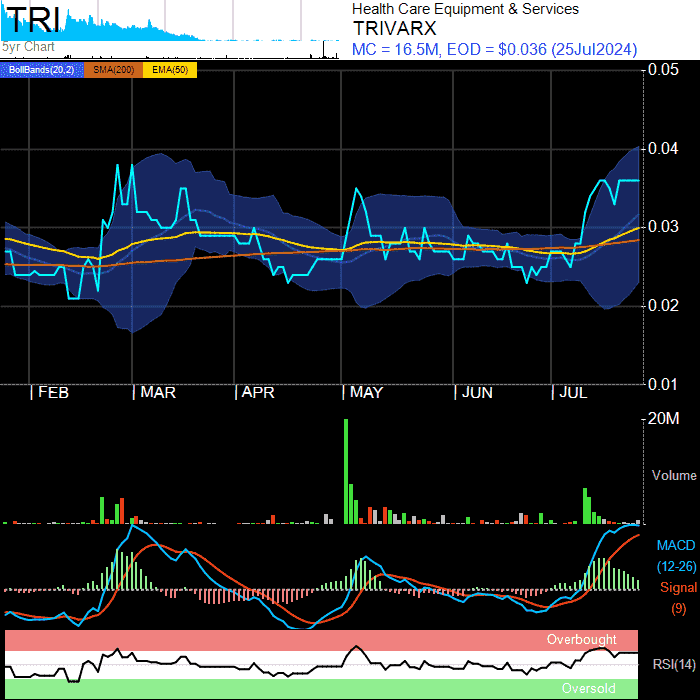 TRI
5yr Chart
Health Care Equipment & Services
TRIVARX
MC = 16.5M, EOD = $0.036 (25Jul2024)
BollBands(20,2) SMA(200) EMA(50)
0.05
0.04
0.03
0.02
0.01
FEB MAR APR MAY JUN JUL
20M
Volume
MACD
(12-26)
Signal
(9)
Overbought
RSI(14)
Oversold